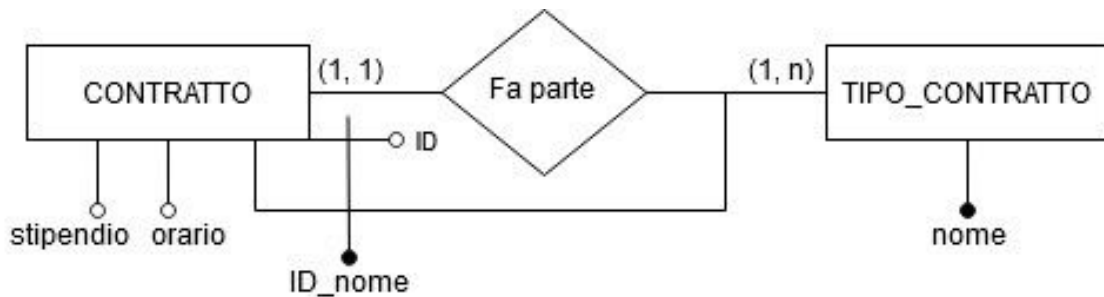 CONTRATTO
(1, 1)
Fa parte
(1, n)
TIPO_CONTRATTO
ID
stipendio
orario
ID_nome
nome